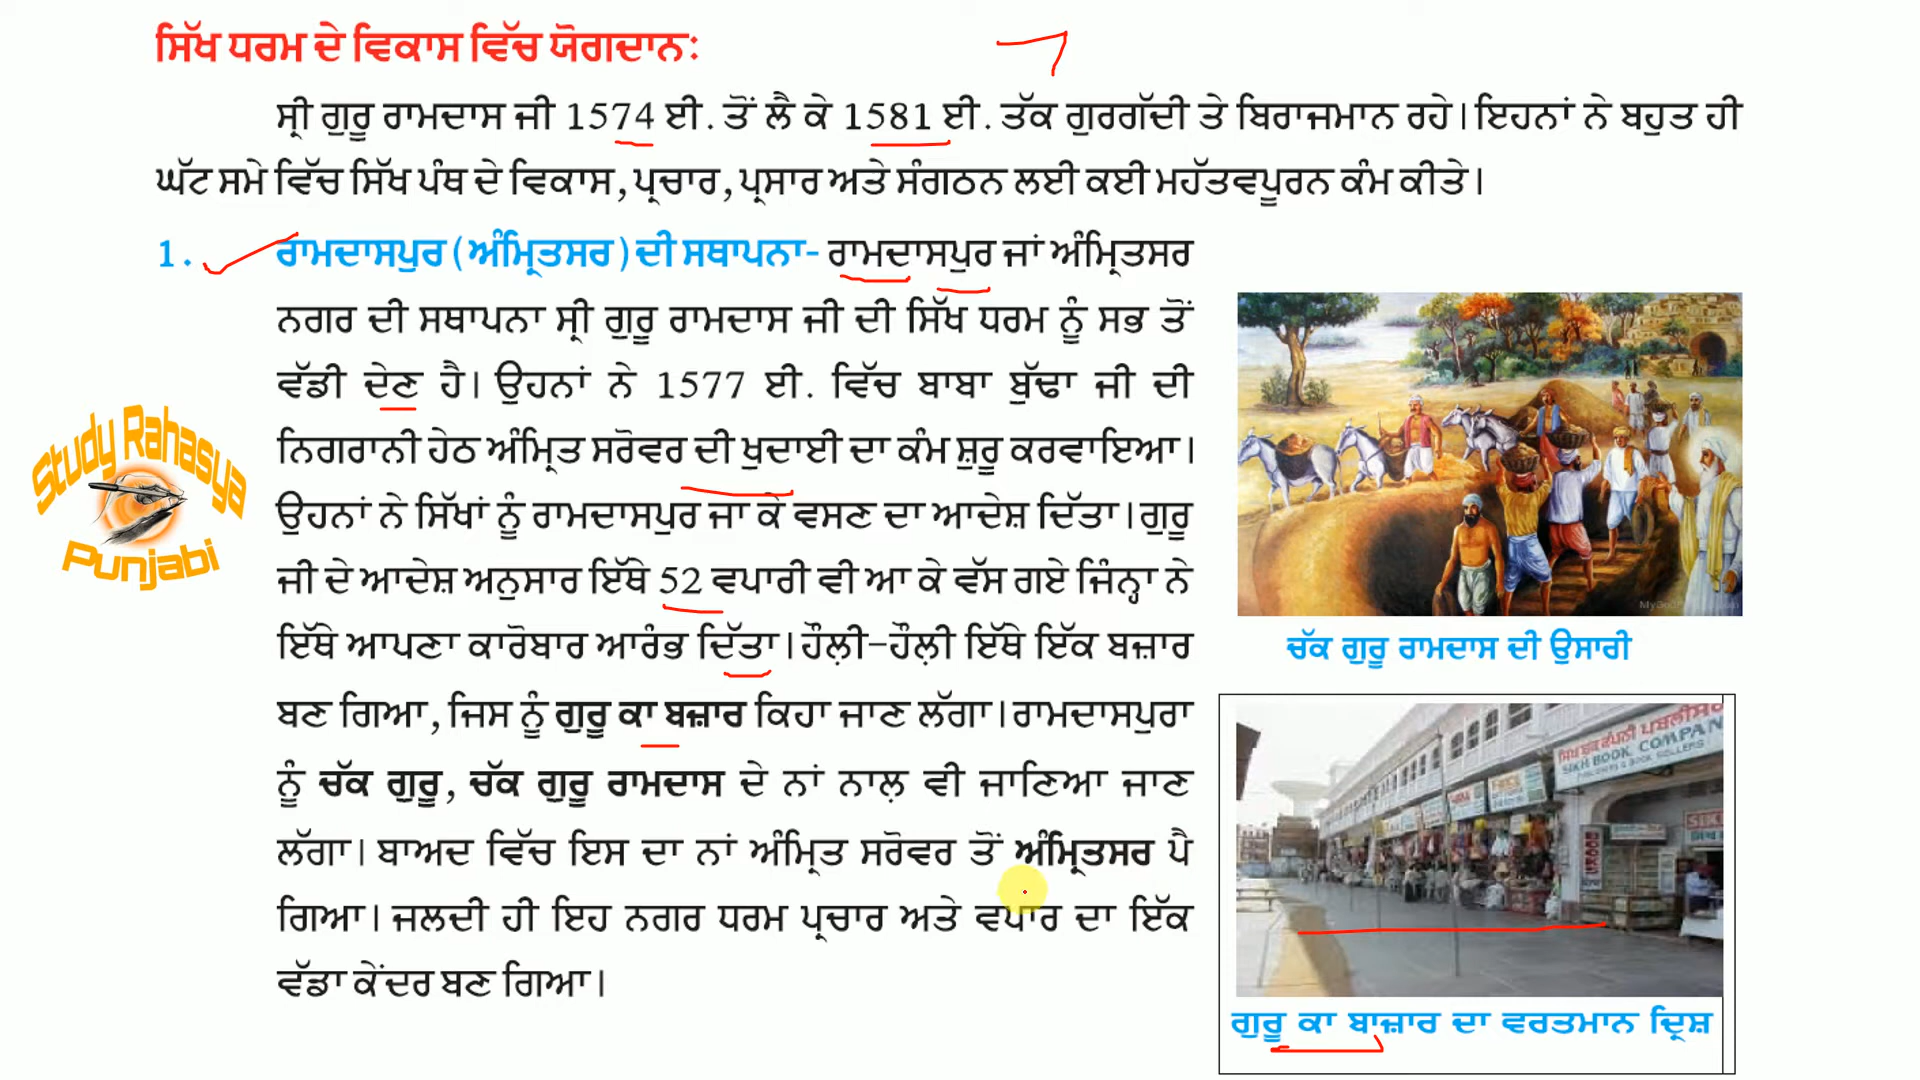 ਸਿੱਖ ਧਰਮ ਦੇ ਵਿਕਾਸ ਵਿੱਚ ਯੋਗਦਾਨ:
ਸ੍ਰੀ ਗੁਰੂ ਰਾਮਦਾਸ ਜੀ 1574 ਈ. ਤੋਂ ਲੈ ਕੇ 1581 ਈ. ਤੱਕ ਗੁਰਗੱਦੀ ਤੇ ਬਿਰਾਜਮਾਨ ਰਹੇ। ਇਹਨਾਂ ਨੇ ਬਹੁਤ ਹੀ
ਘੱਟ ਸਮੇ ਵਿੱਚ ਸਿੱਖ ਪੰਥ ਦੇ ਵਿਕਾਸ, ਪ੍ਰਚਾਰ, ਪ੍ਰਸਾਰ ਅਤੇ ਸੰਗਠਨ ਲਈ ਕਈ ਮਹੱਤਵਪੂਰਨ ਕੰਮ ਕੀਤੇ।
1. ਰਾਮਦਾਸਪੁਰ (ਅੰਮ੍ਰਿਤਸਰ) ਦੀ ਸਥਾਪਨਾ- ਰਾਮਦਾਸਪੁਰ ਜਾਂ ਅੰਮ੍ਰਿਤਸਰ
ਨਗਰ ਦੀ ਸਥਾਪਨਾ ਸ੍ਰੀ ਗੁਰੂ ਰਾਮਦਾਸ ਜੀ ਦੀ ਸਿੱਖ ਧਰਮ ਨੂੰ ਸਭ ਤੋਂ
ਵੱਡੀ ਦੇਣ ਹੈ। ਉਹਨਾਂ ਨੇ 1577 ਈ. ਵਿੱਚ ਬਾਬਾ ਬੁੱਢਾ ਜੀ ਦੀ
ਨਿਗਰਾਨੀ ਹੇਠ ਅੰਮ੍ਰਿਤ ਸਰੋਵਰ ਦੀ ਖੁਦਾਈ ਦਾ ਕੰਮ ਸ਼ੁਰੂ ਕਰਵਾਇਆ।
ਉਹਨਾਂ ਨੇ ਸਿੱਖਾਂ ਨੂੰ ਰਾਮਦਾਸਪੁਰ ਜਾ ਕੇ ਵਸਣ ਦਾ ਆਦੇਸ਼ ਦਿੱਤਾ। ਗੁਰੂ
ਜੀ ਦੇ ਆਦੇਸ਼ ਅਨੁਸਾਰ ਇੱਥੇ 52 ਵਪਾਰੀ ਵੀ ਆ ਕੇ ਵੱਸ ਗਏ ਜਿੰਨ੍ਹਾ ਨੇ
ਇੱਥੇ ਆਪਣਾ ਕਾਰੋਬਾਰ ਆਰੰਭ ਦਿੱਤਾ। ਹੌਲ਼ੀ-ਹੌਲ਼ੀ ਇੱਥੇ ਇੱਕ ਬਜ਼ਾਰ
ਬਣ ਗਿਆ, ਜਿਸ ਨੂੰ ਗੁਰੂ ਕਾ ਬਜ਼ਾਰ ਕਿਹਾ ਜਾਣ ਲੱਗਾ। ਰਾਮਦਾਸਪੁਰਾ
ਨੂੰ ਚੱਕ ਗੁਰੂ, ਚੱਕ ਗੁਰੂ ਰਾਮਦਾਸ ਦੇ ਨਾਂ ਨਾਲ਼ ਵੀ ਜਾਣਿਆ ਜਾਣ
ਲੱਗਾ। ਬਾਅਦ ਵਿੱਚ ਇਸ ਦਾ ਨਾਂ ਅੰਮ੍ਰਿਤ ਸਰੋਵਰ ਤੋਂ ਅੰਮ੍ਰਿਤਸਰ ਪੈ
ਗਿਆ। ਜਲਦੀ ਹੀ ਇਹ ਨਗਰ ਧਰਮ ਪ੍ਰਚਾਰ ਅਤੇ ਵਪਾਰ ਦਾ ਇੱਕ
ਵੱਡਾ ਕੇਂਦਰ ਬਣ ਗਿਆ।
Study Rahasya
Punjabi
ਚੱਕ ਗੁਰੂ ਰਾਮਦਾਸ ਦੀ ਉਸਾਰੀ
ਸਿੱਖ ਬੁਕ ਕੰਪਨੀ
SIKH BOOK COMPAN
BOOKS
SIKH
ਗੁਰੂ ਕਾ ਬਾਜ਼ਾਰ ਦਾ ਵਰਤਮਾਨ ਦ੍ਰਿਸ਼